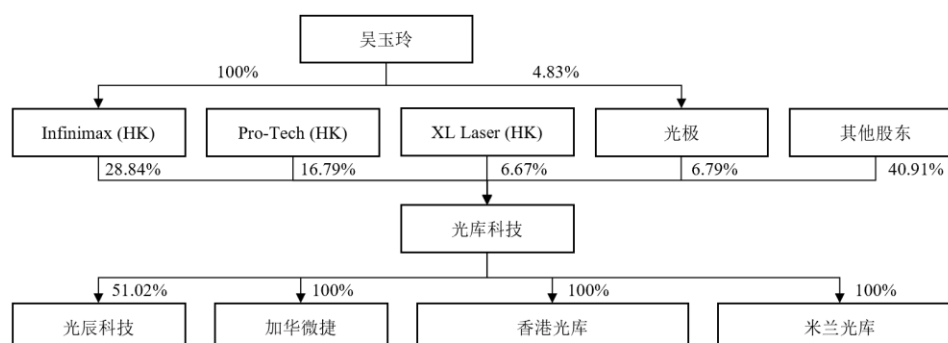 吴玉玲
100%
4.83%
Infinimax (HK)
Pro-Tech (HK)
XL Laser (HK)
光极
其他股东
28.84%
16.79%
6.67%
6.79%
40.91%
光库科技
51.02%
100%
100%
100%
光辰科技
加华微捷
香港光库
米兰光库